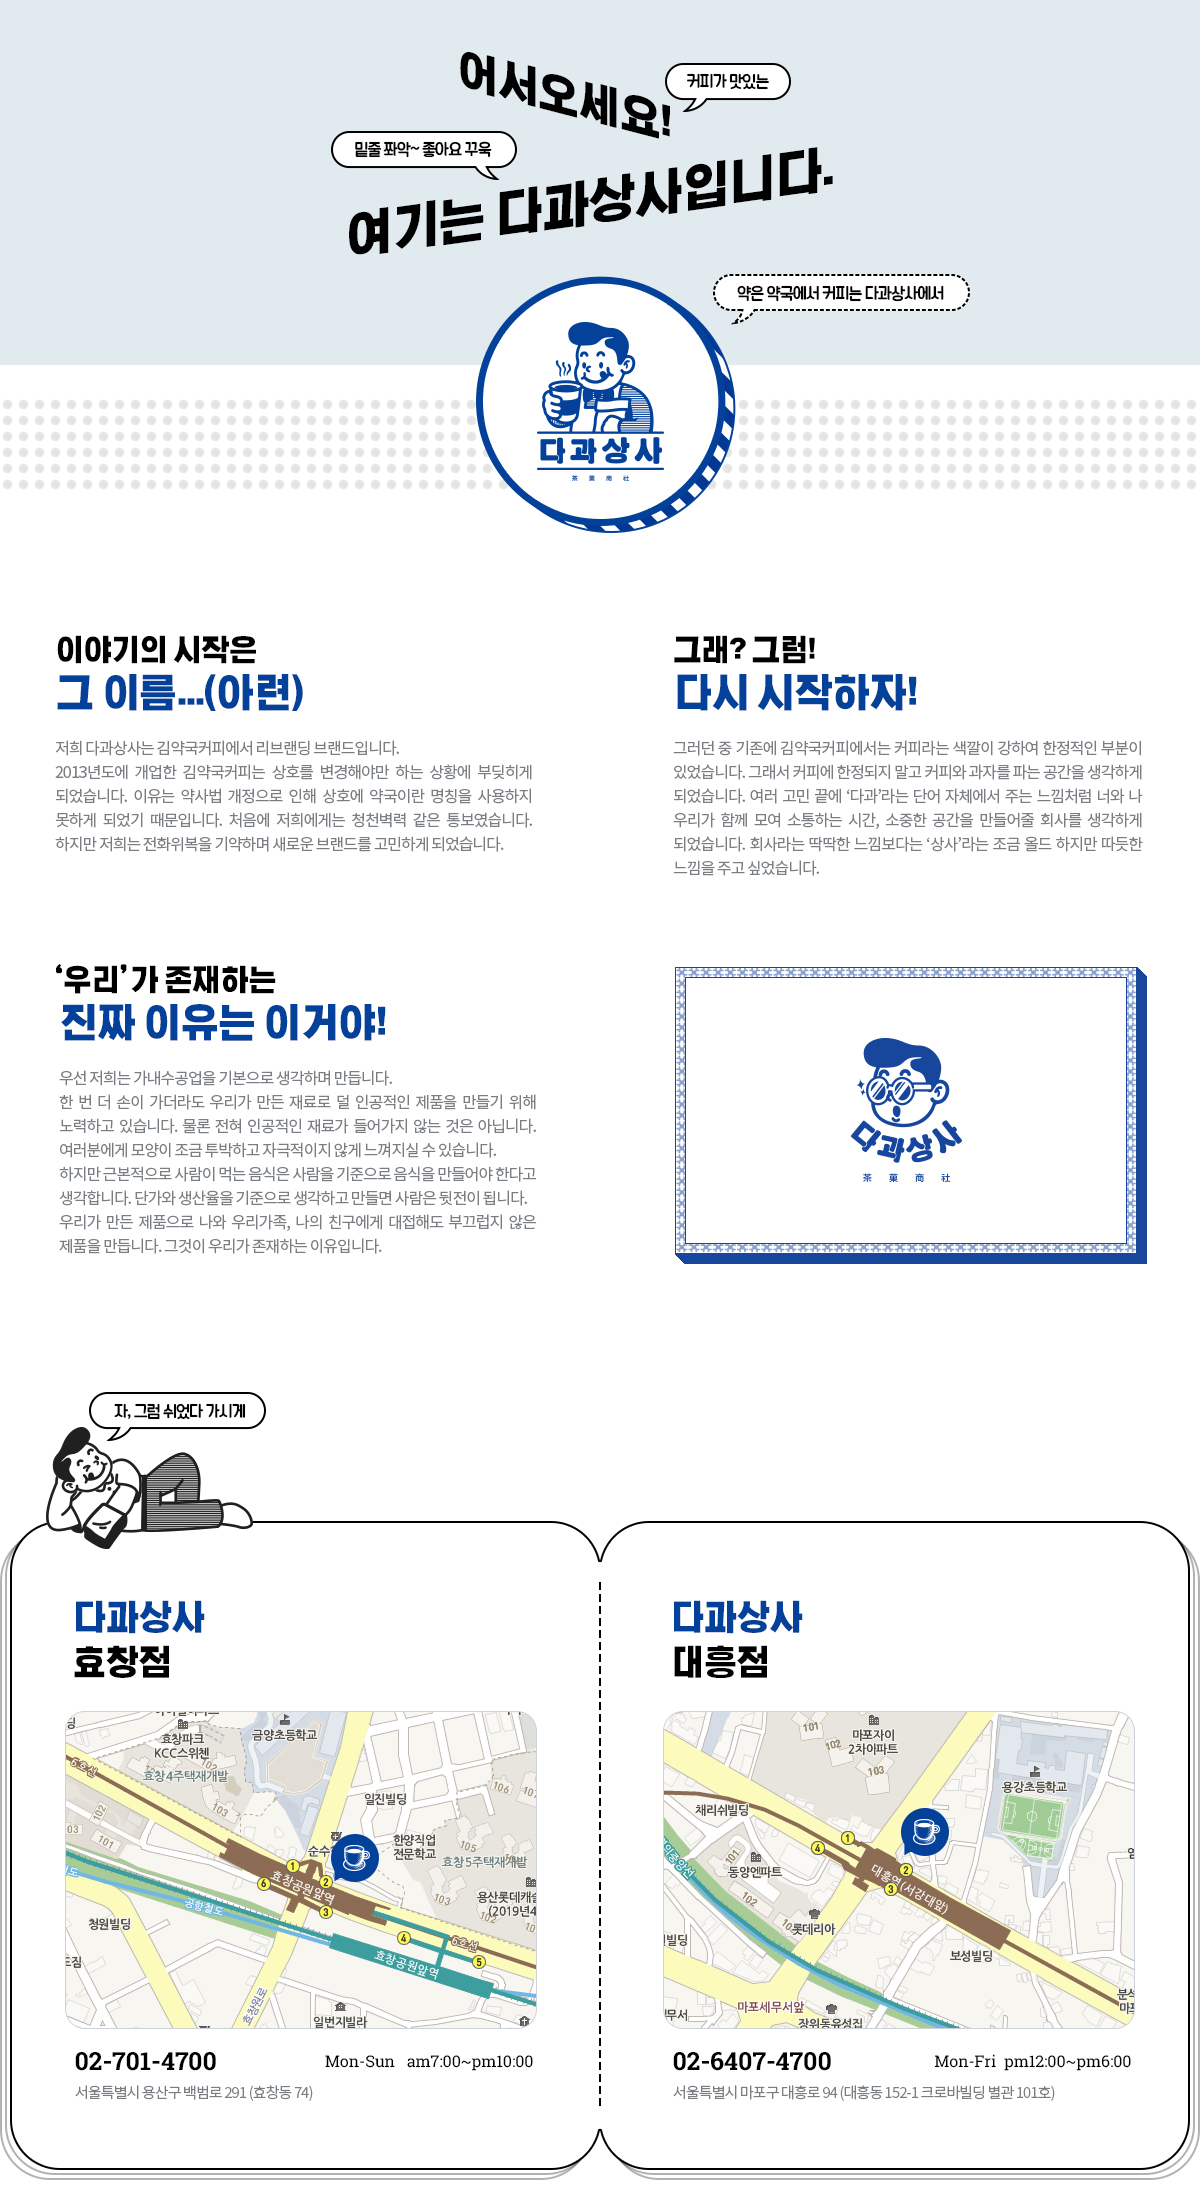 어서오세요!
커피가 맛있는
밑줄 쫘악~ 좋아요 꾸욱
여기는 다과상사입니다.
약은 약국에서 커피는 다과상사에서
다과상사
茶 菓 商 社
이야기의 시작은
그 이름...(아련)
저희 다과상사는 김약국커피에서 리브랜딩 브랜드입니다.
2013년도에 개업한 김약국커피는 상호를 변경해야만 하는 상황에 부딪히게
되었습니다. 이유는 약사법 개정으로 인해 상호에 약국이란 명칭을 사용하지
못하게 되었기 때문입니다. 처음에 저희에게는 청천벽력 같은 통보였습니다.
하지만 저희는 전화위복을 기약하며 새로운 브랜드를 고민하게 되었습니다.
그래? 그럼!
다시 시작하자!
그러던 중 기존에 김약국커피에서는 커피라는 색깔이 강하여 한정적인 부분이
있었습니다. 그래서 커피에 한정되지 말고 커피와 과자를 파는 공간을 생각하게
되었습니다. 여러 고민 끝에 ‘다과’라는 단어 자체에서 주는 느낌처럼 너와 나
우리가 함께 모여 소통하는 시간, 소중한 공간을 만들어줄 회사를 생각하게
되었습니다. 회사라는 딱딱한 느낌보다는 ‘상사’라는 조금 올드 하지만 따듯한
느낌을 주고 싶었습니다.
‘우리’가 존재하는
진짜 이유는 이거야!
우선 저희는 가내수공업을 기본으로 생각하며 만듭니다.
한 번 더 손이 가더라도 우리가 만든 재료로 덜 인공적인 제품을 만들기 위해
노력하고 있습니다. 물론 전혀 인공적인 재료가 들어가지 않는 것은 아닙니다.
여러분에게 모양이 조금 투박하고 자극적이지 않게 느껴지실 수 있습니다.
하지만 근본적으로 사람이 먹는 음식은 사람을 기준으로 음식을 만들어야 한다고
생각합니다. 단가와 생산율을 기준으로 생각하고 만들면 사람은 뒷전이 됩니다.
우리가 만든 제품으로 나와 우리가족, 나의 친구에게 대접해도 부끄럽지 않은
제품을 만듭니다. 그것이 우리가 존재하는 이유입니다.
다과상사
茶 菓 商 社
자, 그럼 쉬었다 가시게
다과상사
효창점
효창파크
KCC스위첸
금양초등학교
효창4주택재개발
102
103
6호선
102
103
101
일진빌딩
106
한양직업
전문학교
105
효창5주택재개발
103
102
용산롯데캐슬
(2019년4
순수
1
2
3
4
5
6
효창공원앞역
공항철도
6호선
효창공원앞역
청원빌딩
효창원로
일번지빌라
02-701-4700
Mon-Sun am7:00~pm10:00
서울특별시 용산구 백범로 291 (효창동 74)
다과상사
대흥점
101
102
103
마포자이
2차아파트
용강초등학교
채리쉬빌딩
101
동양엔파트
102
롯데리아
1
2
3
4
대흥역(서강대앞)
보성빌딩
빌딩
마포세무서앞
장위동유성집
무서
02-6407-4700
Mon-Fri pm12:00~pm6:00
서울특별시 마포구 대흥로 94 (대흥동 152-1 크로바빌딩 별관 101호)